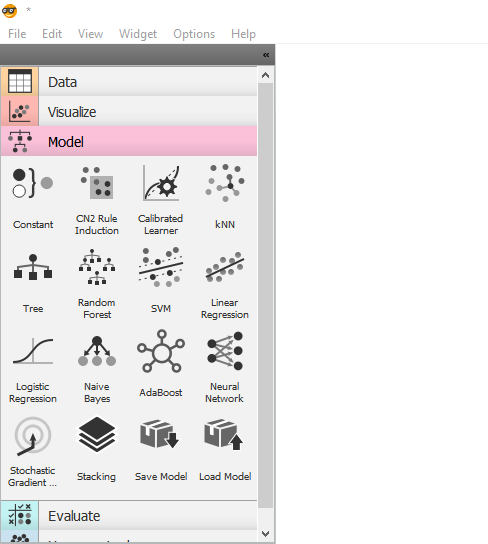 *
File Edit View Widget Options Help
«
Data
Visualize
Model
Constant
CN2 Rule
Induction
Calibrated
Learner
kNN
Tree
Random
Forest
SVM
Linear
Regression
Logistic
Regression
Naive
Bayes
AdaBoost
Neural
Network
Stochastic
Gradient ...
Stacking
Save Model
Load Model
Evaluate